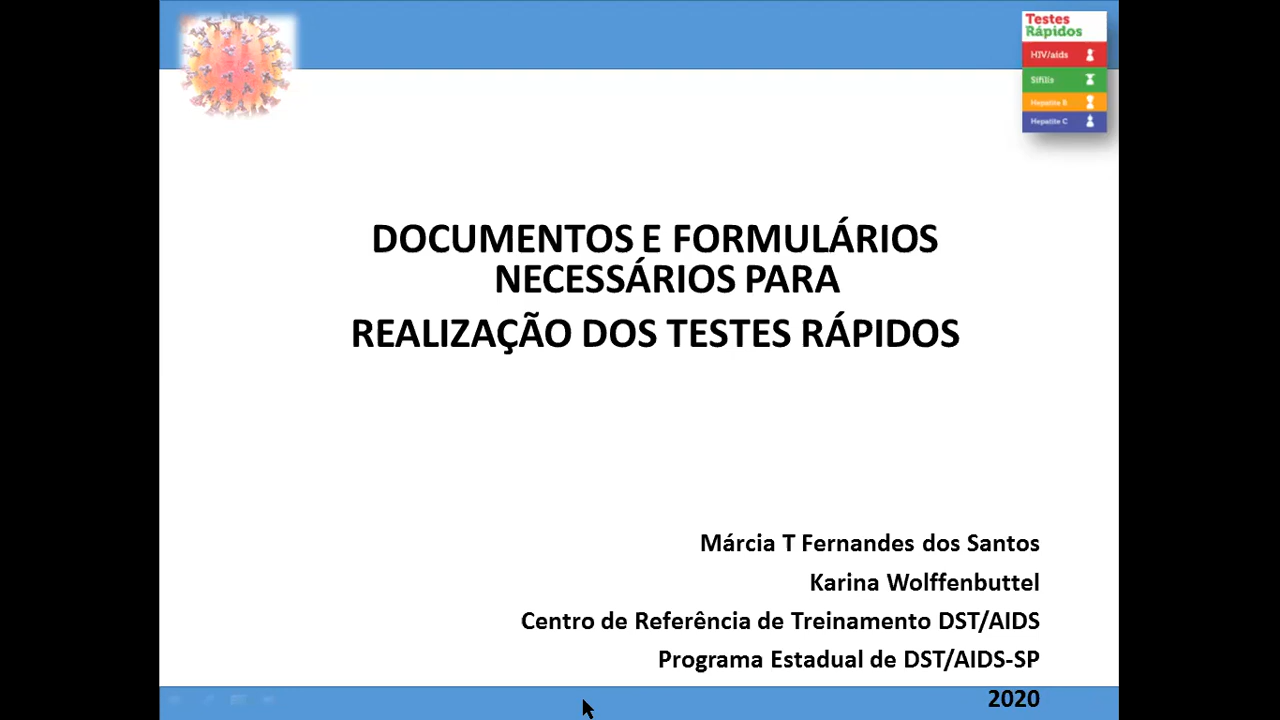 Testes
Rápidos
HIV/aids
Sífilis
Hepatite B
Hepatite C
DOCUMENTOS E FORMULÁRIOS
NECESSÁRIOS PARA
REALIZAÇÃO DOS TESTES RÁPIDOS
Márcia T Fernandes dos Santos
Karina Wolffenbuttel
Centro de Referência de Treinamento DST/AIDS
Programa Estadual de DST/AIDS-SP
2020